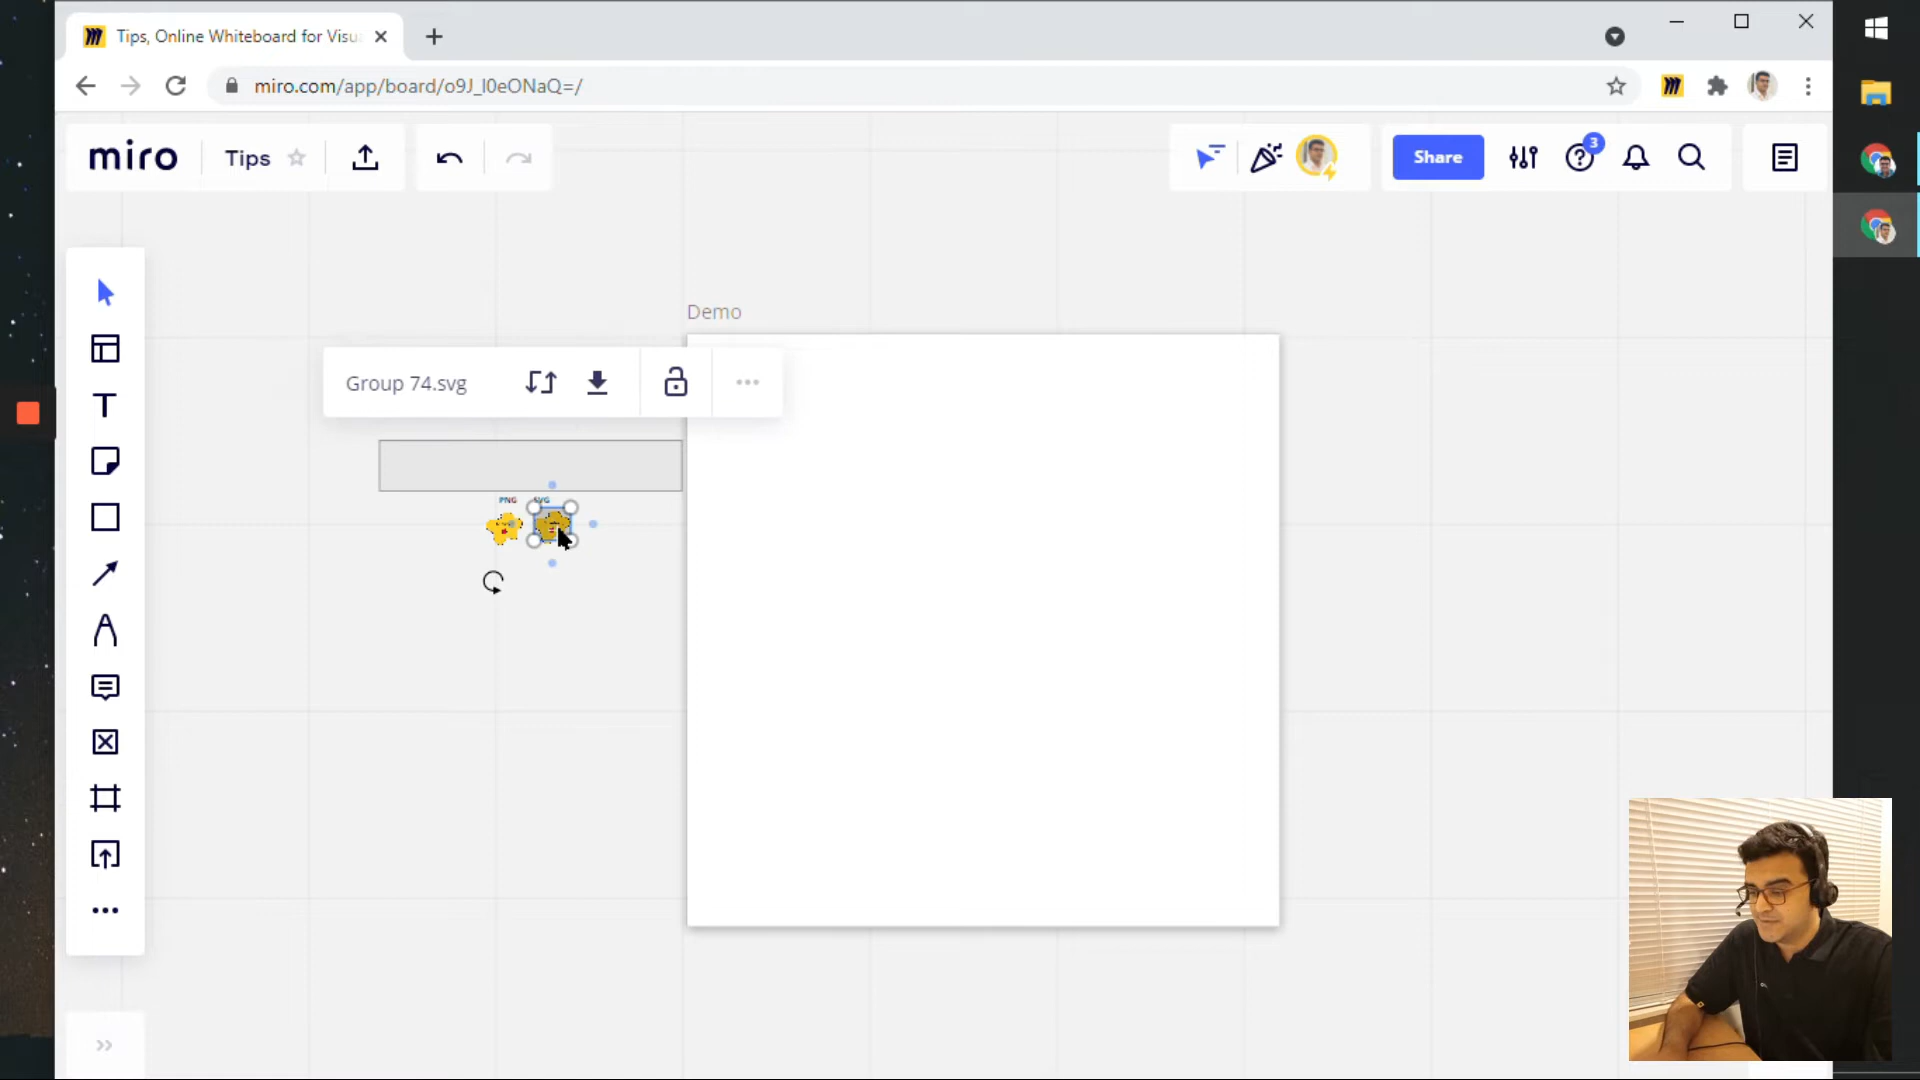 Tips, Online Whiteboard for Visu
miro.com/app/board/o9J_l0eONaQ=/
miro
Tips
Share
3
Demo
Group 74.svg
PNG
SVG